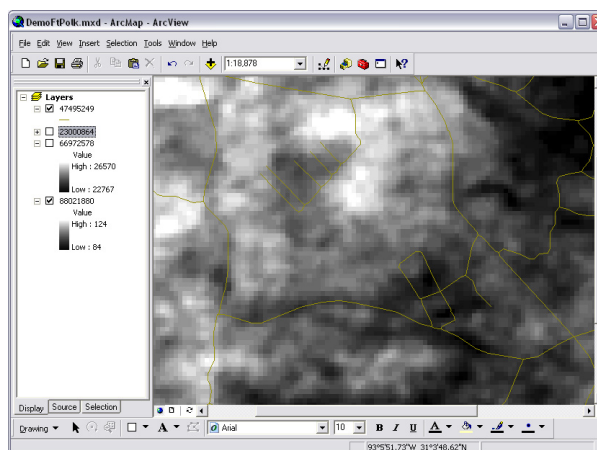 DemoFtPolk.mxd - ArcMap - ArcView
File Edit View Insert Selection Tools Window Help
1:18,878
Layers
47495249
23000864
66972578
Value
High : 26570
Low : 22767
88021880
Value
High : 124
Low : 84
Display Source Selection
Drawing A Arial 10 B I U A
93°5'51.73"W 31°3'48.62"N